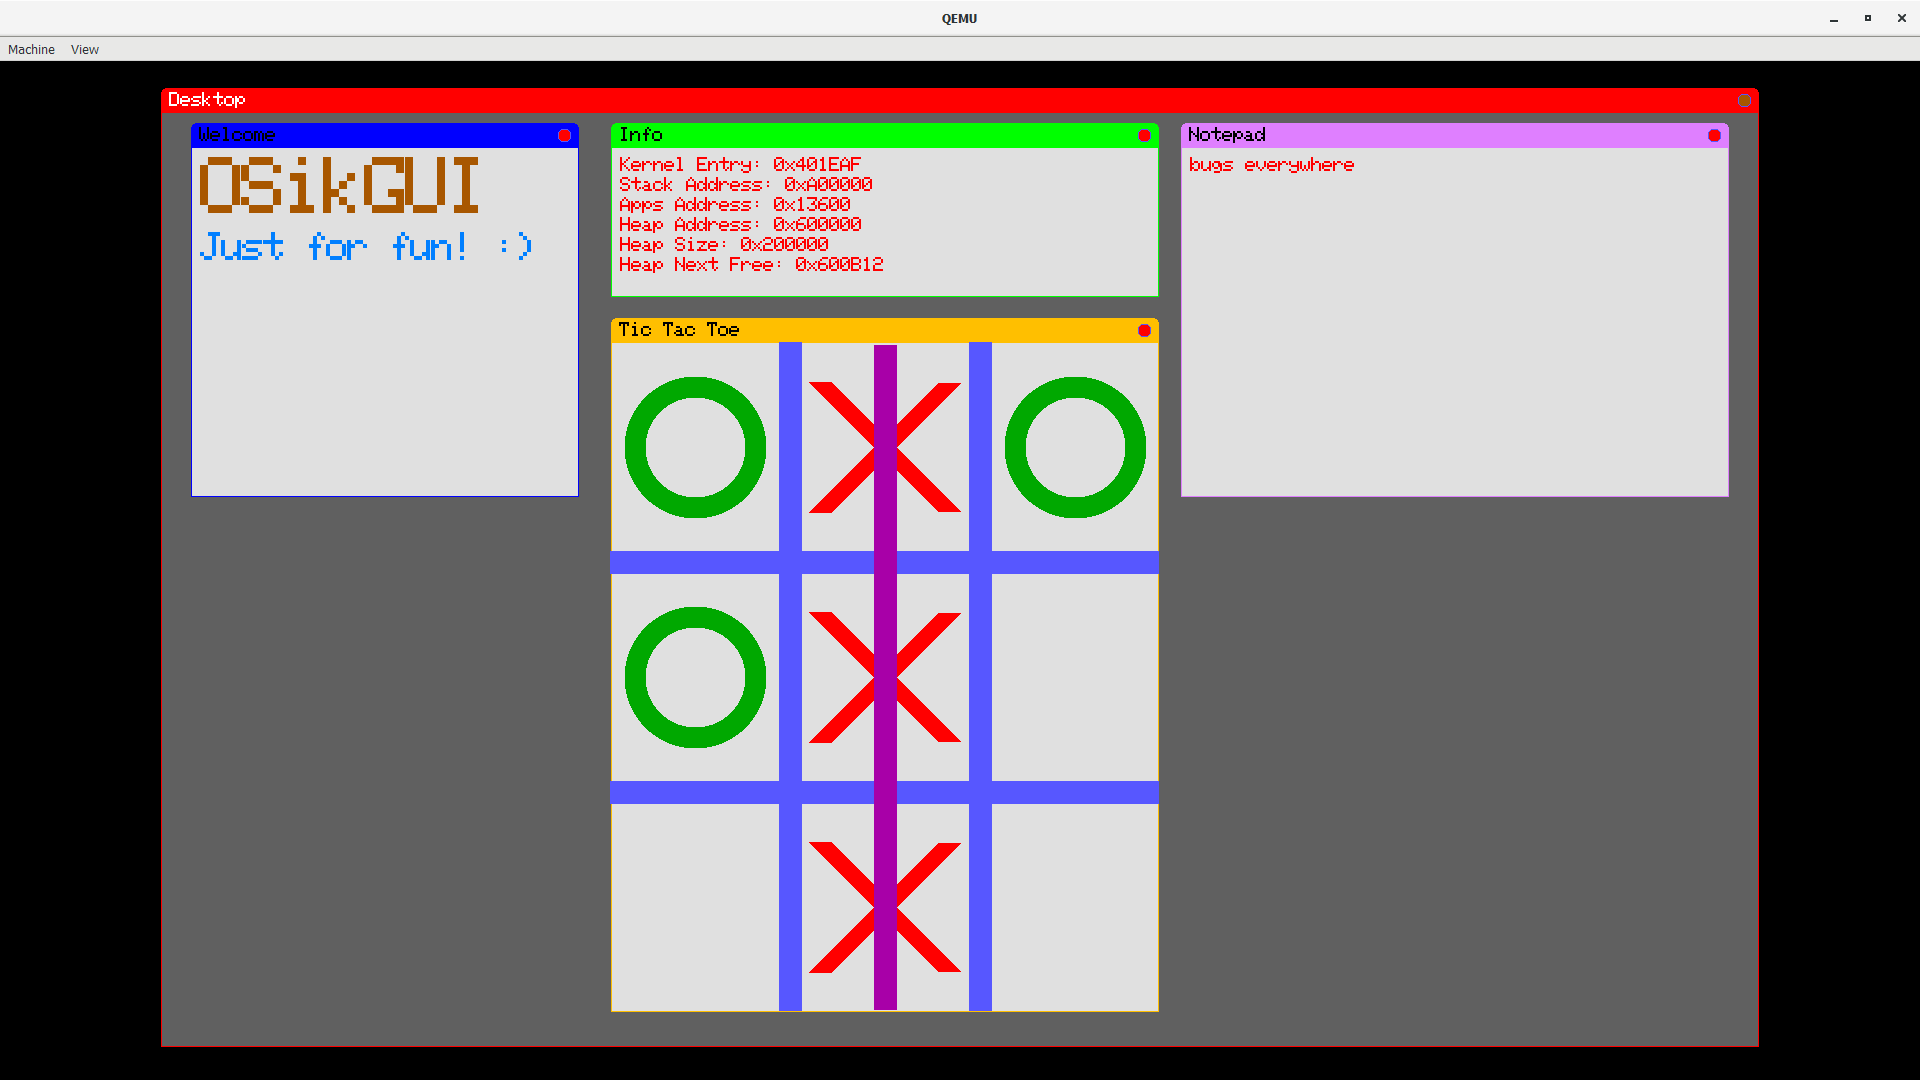 QEMU
Machine View
Desktop
Welcome
OSikGUI
Just for fun! :)
Info
Kernel Entry: 0x401EAF
Stack Address: 0xA00000
Apps Address: 0x13600
Heap Address: 0x600000
Heap Size: 0x200000
Heap Next Free: 0x600B12
Tic Tac Toe
Notepad
bugs everywhere